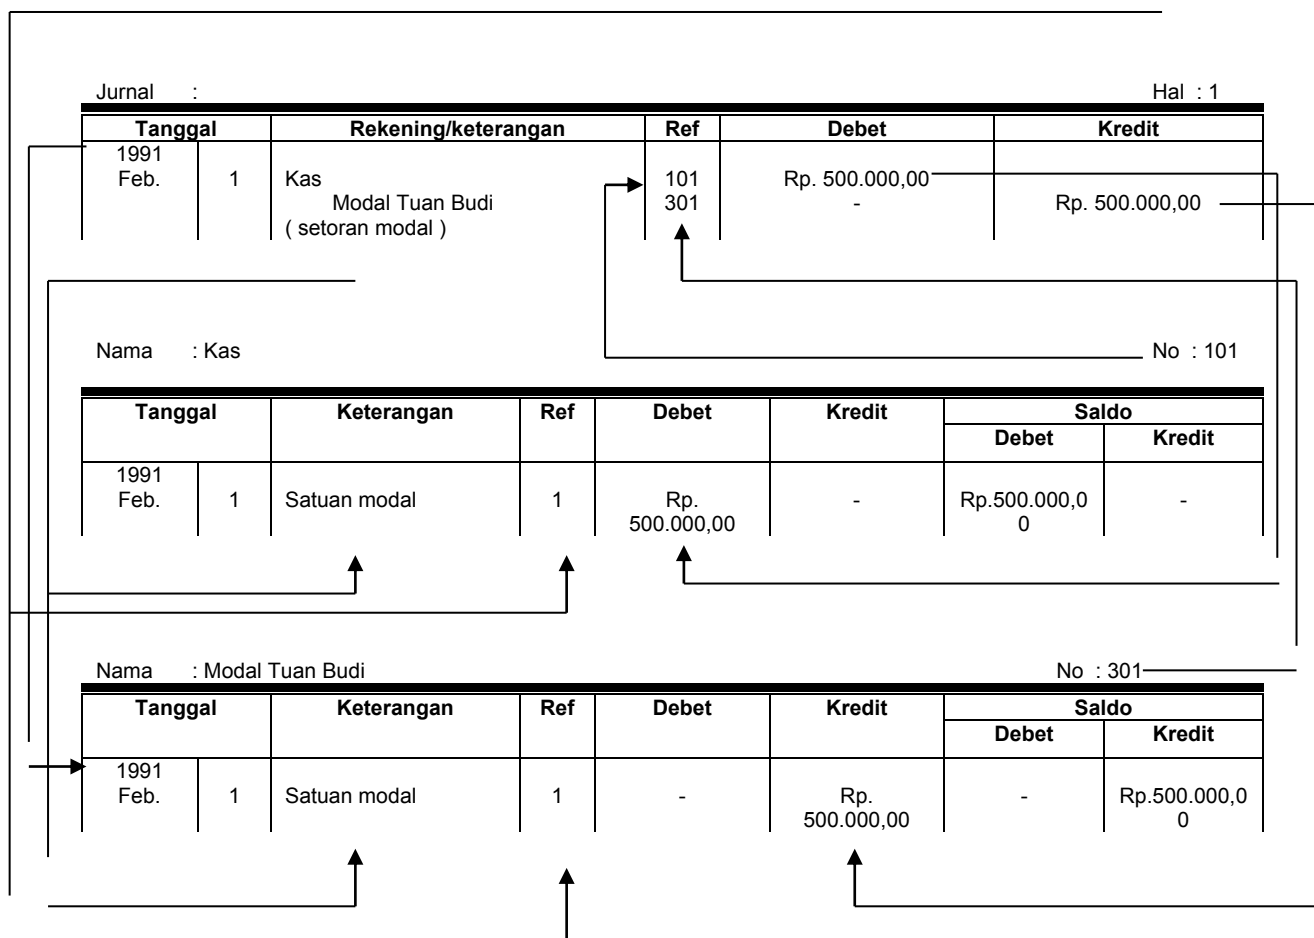 Jurnal : Hal : 1
Tanggal Rekening/keterangan Ref Debet Kredit
1991
Feb. 1 Kas 101 Rp. 500.000,00
Modal Tuan Budi 301 - Rp. 500.000,00
( setoran modal )
Nama : Kas No : 101
Tanggal Keterangan Ref Debet Kredit Saldo
Debet Kredit
1991
Feb. 1 Satuan modal 1 Rp. - Rp.500.000,0 -
500.000,00 0
Nama : Modal Tuan Budi No : 301
Tanggal Keterangan Ref Debet Kredit Saldo
Debet Kredit
1991
Feb. 1 Satuan modal 1 - Rp. - Rp.500.000,0
500.000,00 0